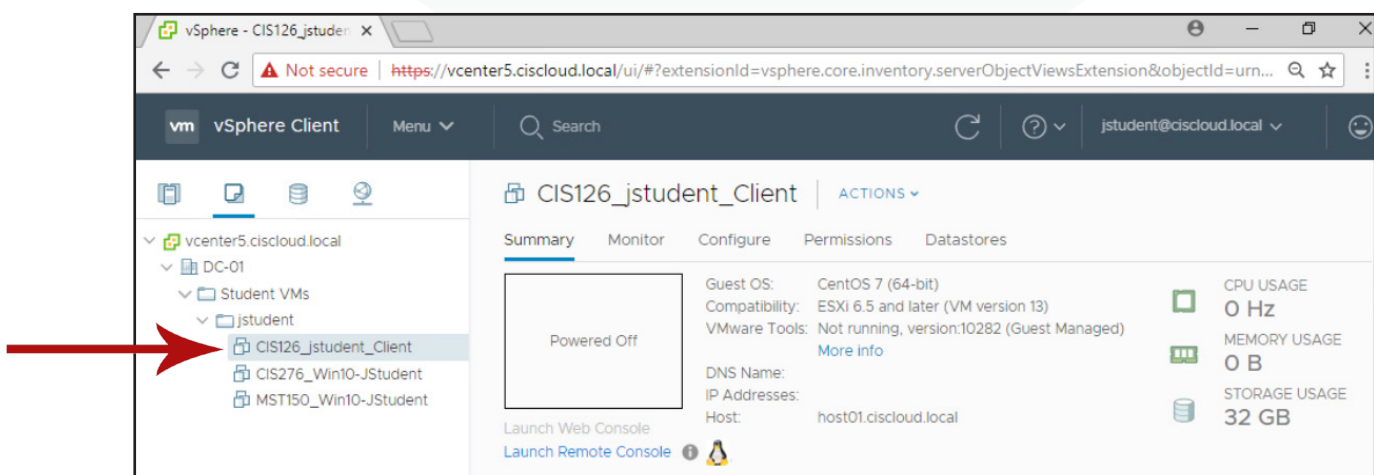 vSphere - CIS126_jstuden
Not secure | https://vcenter5.ciscloud.local/ui/#?extensionId=vsphere.core.inventory.serverObjectViewsExtension&objectId=urn...
vm vSphere Client Menu Search jstudent@ciscloud.local
CIS126_jstudent_Client ACTIONS
Summary Monitor Configure Permissions Datastores
vcenter5.ciscloud.local
DC-01
Student VMs
jstudent
CIS126_jstudent_Client
CIS276_Win10-JStudent
MST150_Win10-JStudent
Powered Off
Launch Web Console
Launch Remote Console
Guest OS: CentOS 7 (64-bit)
Compatibility: ESXi 6.5 and later (VM version 13)
VMware Tools: Not running, version:10282 (Guest Managed)
More info
DNS Name:
IP Addresses:
Host: host01.ciscloud.local
CPU USAGE
0 Hz
MEMORY USAGE
0 B
STORAGE USAGE
32 GB